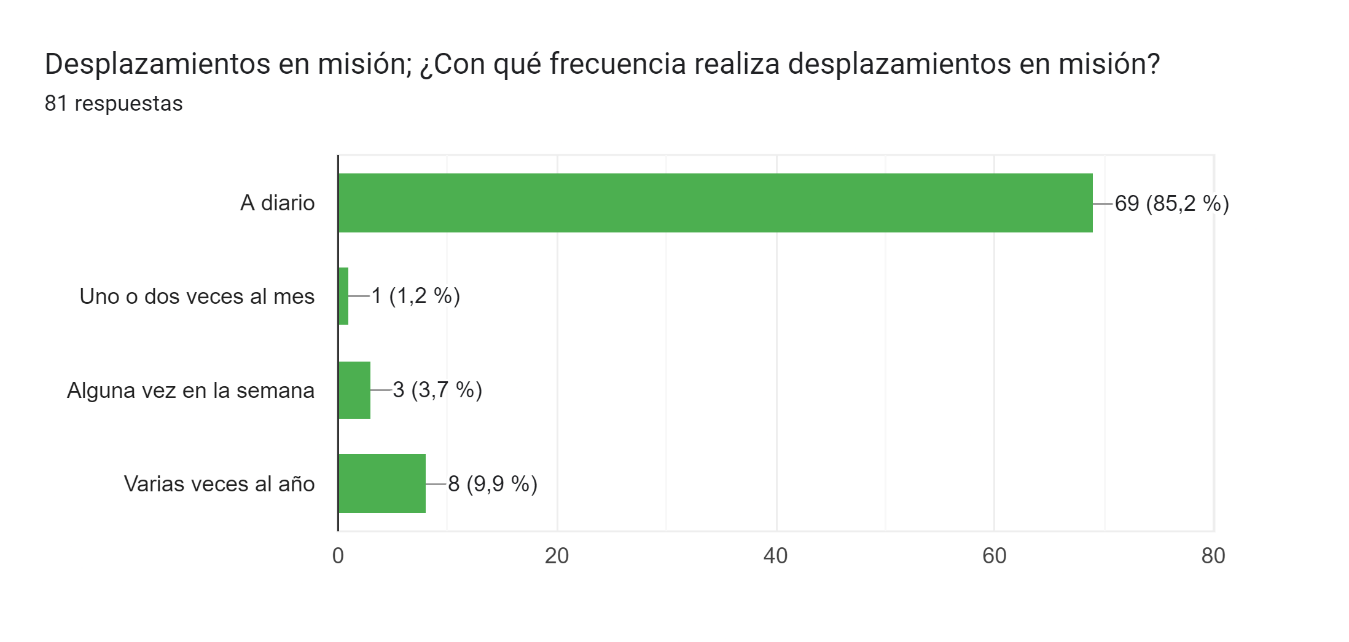 Desplazamientos en misión; ¿Con qué frecuencia realiza desplazamientos en misión?
81 respuestas
A diario
69 (85,2 %)
Uno o dos veces al mes
1 (1,2 %)
Alguna vez en la semana
3 (3,7 %)
Varias veces al año
8 (9,9 %)
0
20
40
60
80